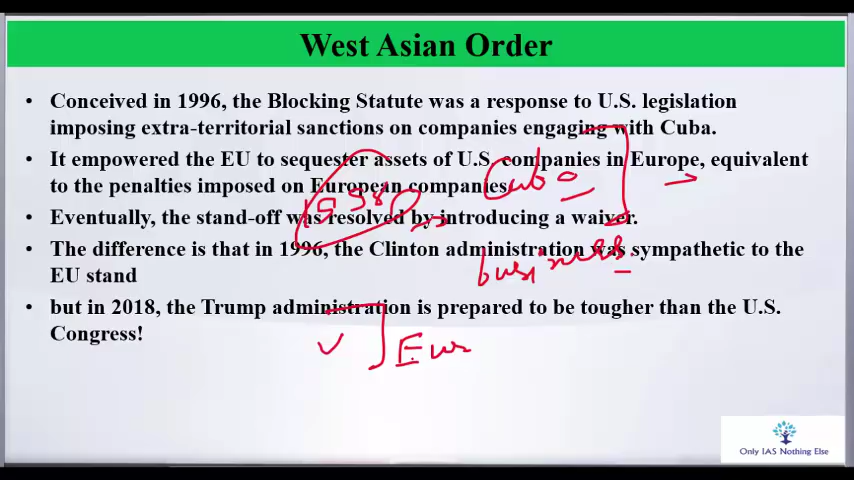 West Asian Order
• Conceived in 1996, the Blocking Statute was a response to U.S. legislation
imposing extra-territorial sanctions on companies engaging with Cuba.
• It empowered the EU to sequester assets of U.S. companies in Europe, equivalent
to the penalties imposed on European companies
Cuba
• Eventually, the stand-off was resolved by introducing a waiver.
• The difference is that in 1996, the Clinton administration was sympathetic to the
EU stand
business
• but in 2018, the Trump administration is prepared to be tougher than the U.S.
Congress!
Only IAS Nothing Else